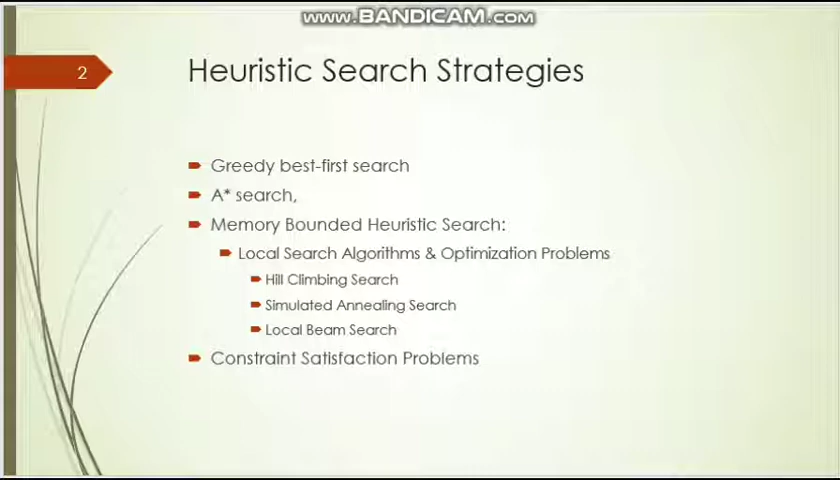 www.BANDICAM.com
2
Heuristic Search Strategies
Greedy best-first search
A* search,
Memory Bounded Heuristic Search:
Local Search Algorithms & Optimization Problems
Hill Climbing Search
Simulated Annealing Search
Local Beam Search
Constraint Satisfaction Problems